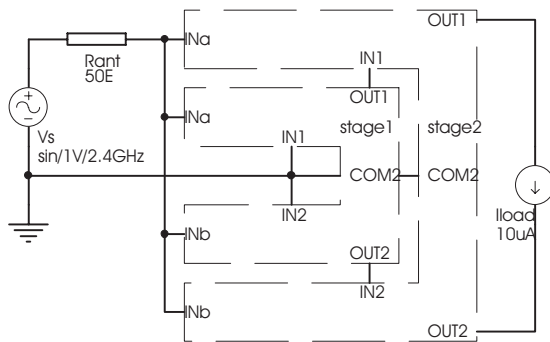 OUT1
INa
Rant
50E
IN1
OUT1
INa
stage1
stage2
Vs
sin/1V/2.4GHz
IN1
COM2
COM2
IN2
Iload
10uA
INb
OUT2
IN2
INb
OUT2